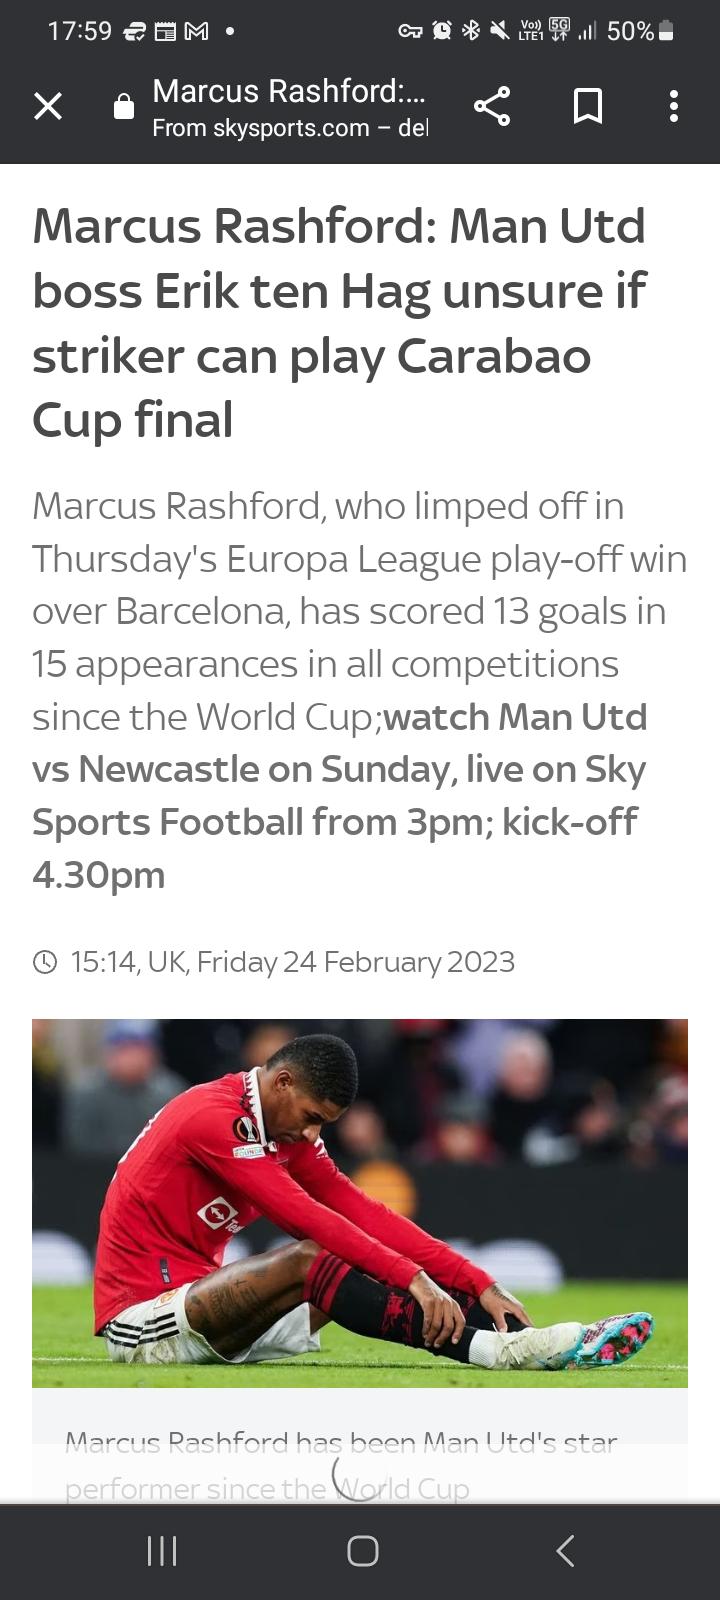 17:59
Vo)) LTE1 5G 50%
Marcus Rashford:...
From skysports.com – del
Marcus Rashford: Man Utd
boss Erik ten Hag unsure if
striker can play Carabao
Cup final
Marcus Rashford, who limped off in
Thursday's Europa League play-off win
over Barcelona, has scored 13 goals in
15 appearances in all competitions
since the World Cup;watch Man Utd
vs Newcastle on Sunday, live on Sky
Sports Football from 3pm; kick-off
4.30pm
15:14, UK, Friday 24 February 2023
Marcus Rashford has been Man Utd's star
performer since the World Cup